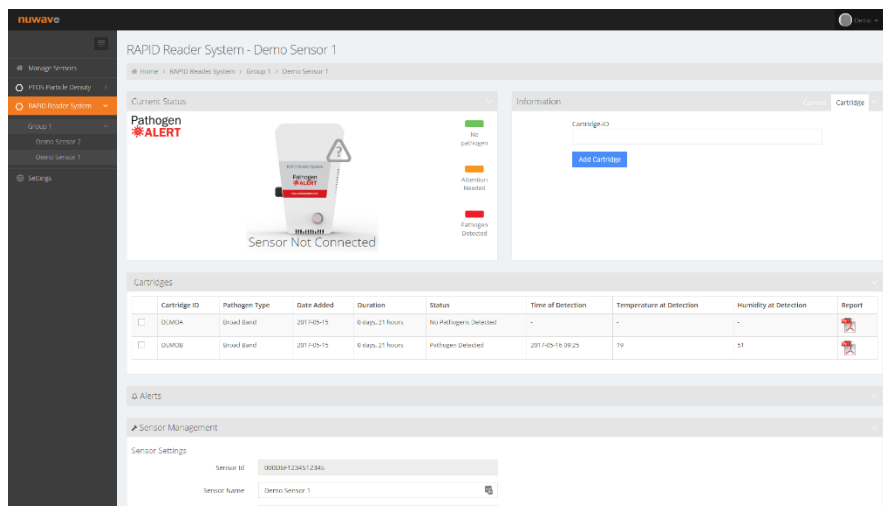 nuwave
Demo
RAPID Reader System - Demo Sensor 1
Home > RAPID Reader System > Group 1 > Demo Sensor 1
Manage Sensors
PTOS Particle Density
RAPID Reader System
Group 1
Demo Sensor 2
Demo Sensor 1
Settings
Current Status
Pathogen
ALERT
Pathogen
ALERT
Sensor Not Connected
No
pathogen
Attention
Needed
Pathogen
Detected
Information
Current Cartridge
Cartridge-ID
Add Cartridge
Cartridges
Cartridge ID Pathogen Type Date Added Duration Status Time of Detection Temperature at Detection Humidity at Detection Report
DEMOA Broad Band 2017-05-15 0 days, 21 hours No Pathogens Detected - - -
DEMOB Broad Band 2017-05-15 0 days, 21 hours Pathogen Detected 2017-05-16 09:25 19 51
Alerts
Sensor Management
Sensor Settings
Sensor Id 000D6F1234512345
Sensor Name Demo Sensor 1